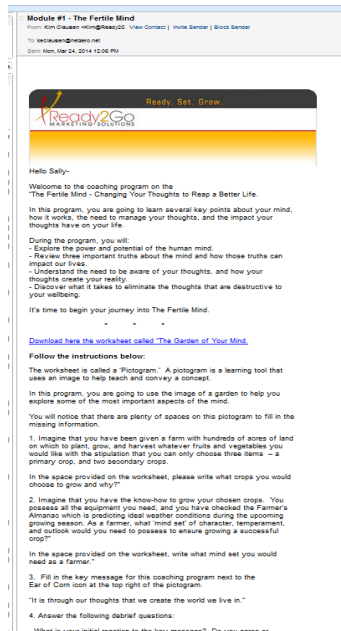 Module #1 - The Fertile Mind
From: Kim Clausen <Kim@Ready2G View Contact | Invite Sender | Block Sender
To: keclausen@netzero.net
Sent: Mon, Mar 24, 2014 12:06 PM
Ready. Set. Grow.
Ready2Go
MARKETING SOLUTIONS
Hello Sally-
Welcome to the coaching program on the
"The Fertile Mind - Changing Your Thoughts to Reap a Better Life.
In this program, you are going to learn several key points about your mind,
how it works, the need to manage your thoughts, and the impact your
thoughts have on your life.
During the program, you will:
- Explore the power and potential of the human mind.
- Review three important truths about the mind and how those truths can
impact our lives.
- Understand the need to be aware of your thoughts, and how your
thoughts create your reality.
- Discover what it takes to eliminate the thoughts that are destructive to
your wellbeing.
It's time to begin your journey into The Fertile Mind.
* * *
Download here the worksheet called "The Garden of Your Mind.
Follow the instructions below:
The worksheet is called a 'Pictogram.' A pictogram is a learning tool that
uses an image to help teach and convey a concept.
In this program, you are going to use the image of a garden to help you
explore some of the most important aspects of the mind.
You will notice that there are plenty of spaces on this pictogram to fill in the
missing information.
1. Imagine that you have been given a farm with hundreds of acres of land
on which to plant, grow, and harvest whatever fruits and vegetables you
would like with the stipulation that you can only choose three items – a
primary crop, and two secondary crops.
In the space provided on the worksheet, please write what crops you would
choose to grow and why?"
2. Imagine that you have the know-how to grow your chosen crops. You
possess all the equipment you need, and you have checked the Farmer's
Almanac which is predicting ideal weather conditions during the upcoming
growing season. As a farmer, what 'mind set' of character, temperament,
and outlook would you need to possess to ensure growing a successful
crop?"
In the space provided on the worksheet, write what mind set you would
need as a farmer."
3. Fill in the key message for this coaching program next to the
Ear of Corn icon at the top right of the pictogram.
"It is through our thoughts that we create the world we live in."
4. Answer the following debrief questions:
What is your initial reaction to the key message? Do you agree or